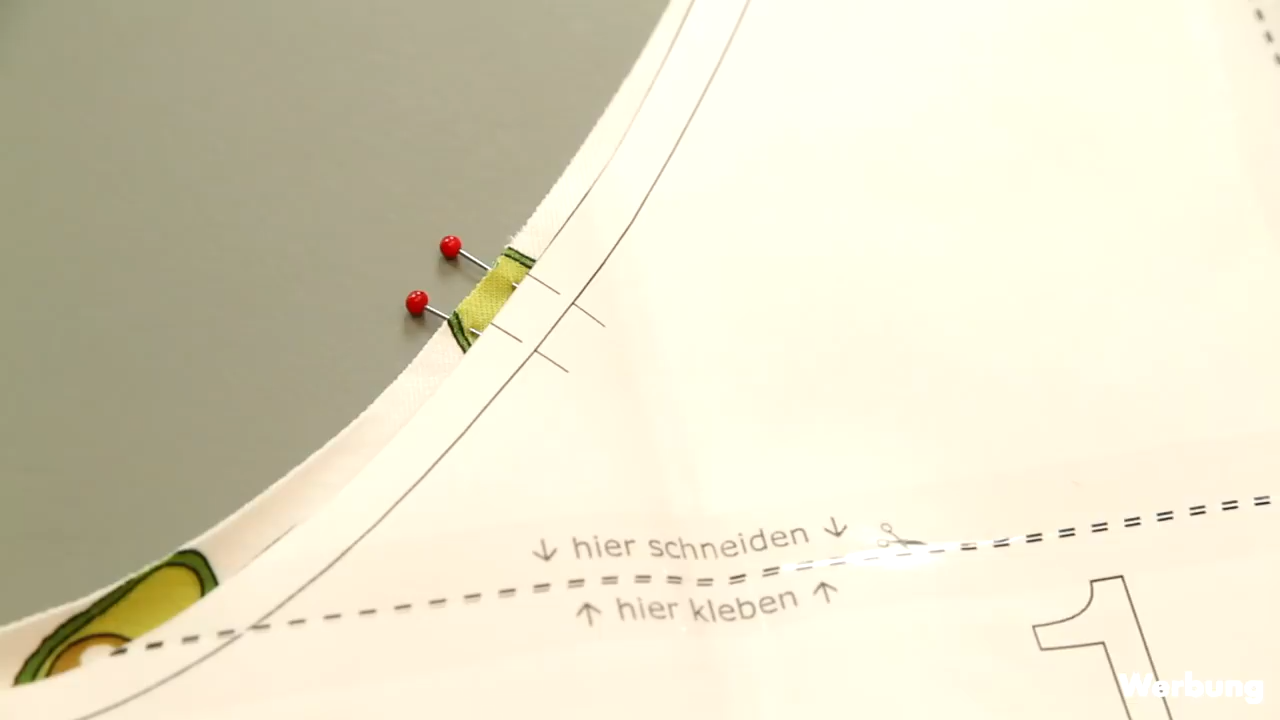 ↓ hier schneiden ↓
↑ hier kleben ↑
1
Werbung